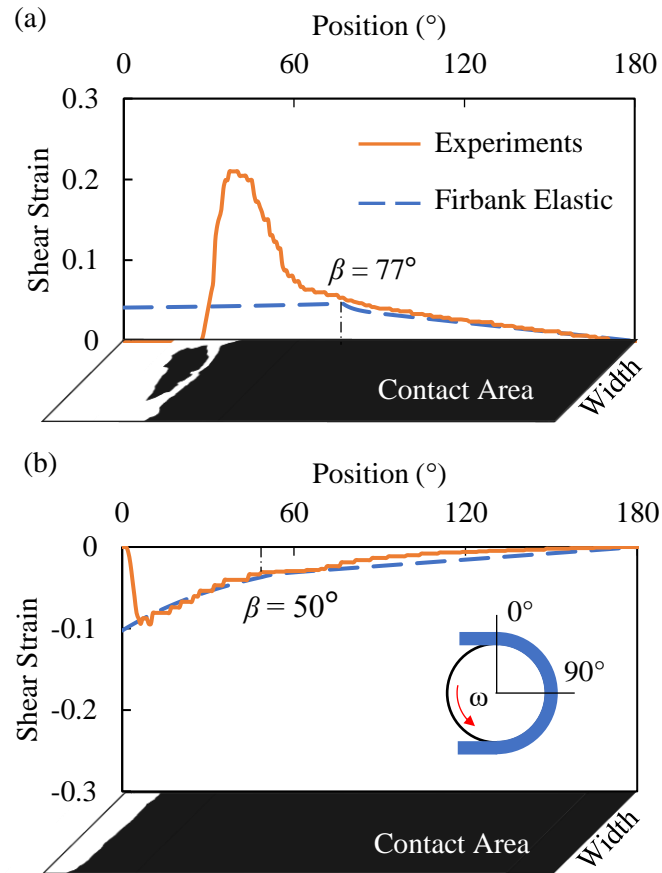 (a)
Position (°)
0 60 120 180
0.3
0.2
0.1
0
Shear Strain
Experiments
Firbank Elastic
β = 77°
Contact Area
Width
(b)
Position (°)
0 60 120 180
0
-0.1
-0.2
-0.3
Shear Strain
β = 50°
0°
90°
ω
Contact Area
Width